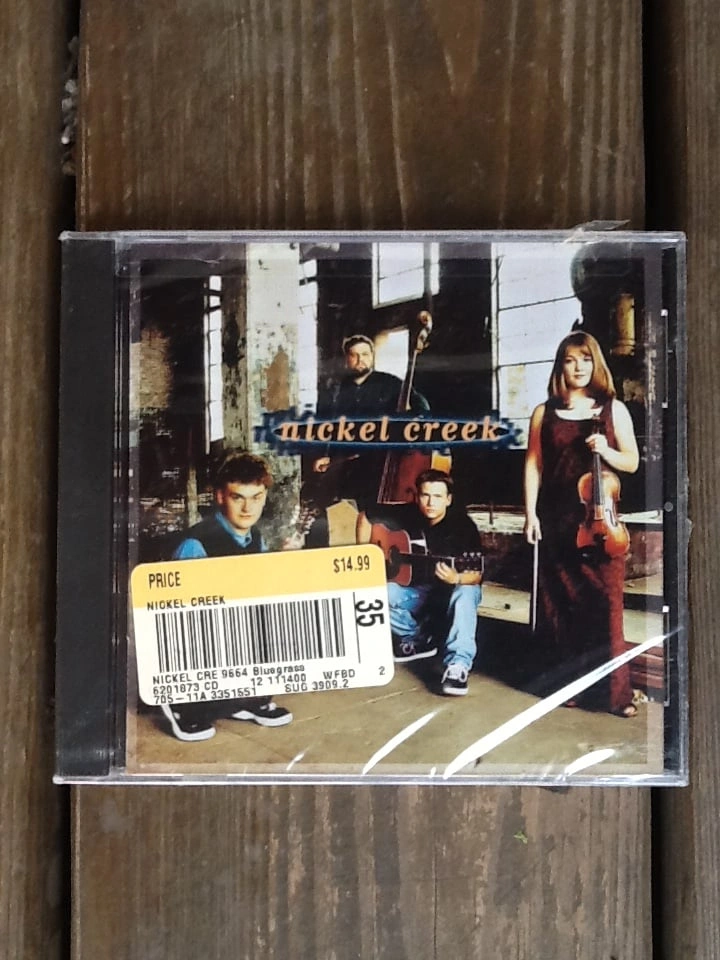 nickel creek
PRICE $14.99
NICKEL CREEK
35
NICKEL CRE 9664 Bluegrass
6201873 CD 12 111400 WFBD 2
705-11A 3351551 SUG 3909.2